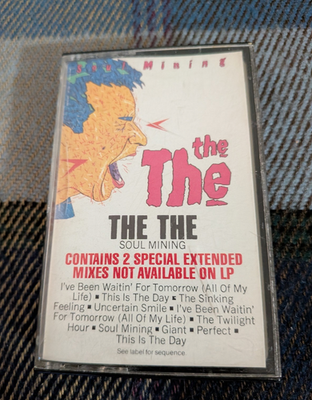 Soul Mining
the
The
THE THE
SOUL MINING
CONTAINS 2 SPECIAL EXTENDED
MIXES NOT AVAILABLE ON LP
I've Been Waitin' For Tomorrow (All Of My
Life) ▪ This Is The Day ▪ The Sinking
Feeling ▪ Uncertain Smile ▪ I've Been Waitin'
For Tomorrow (All Of My Life) ▪ The Twilight
Hour ▪ Soul Mining ▪ Giant ▪ Perfect ▪
This Is The Day
See label for sequence